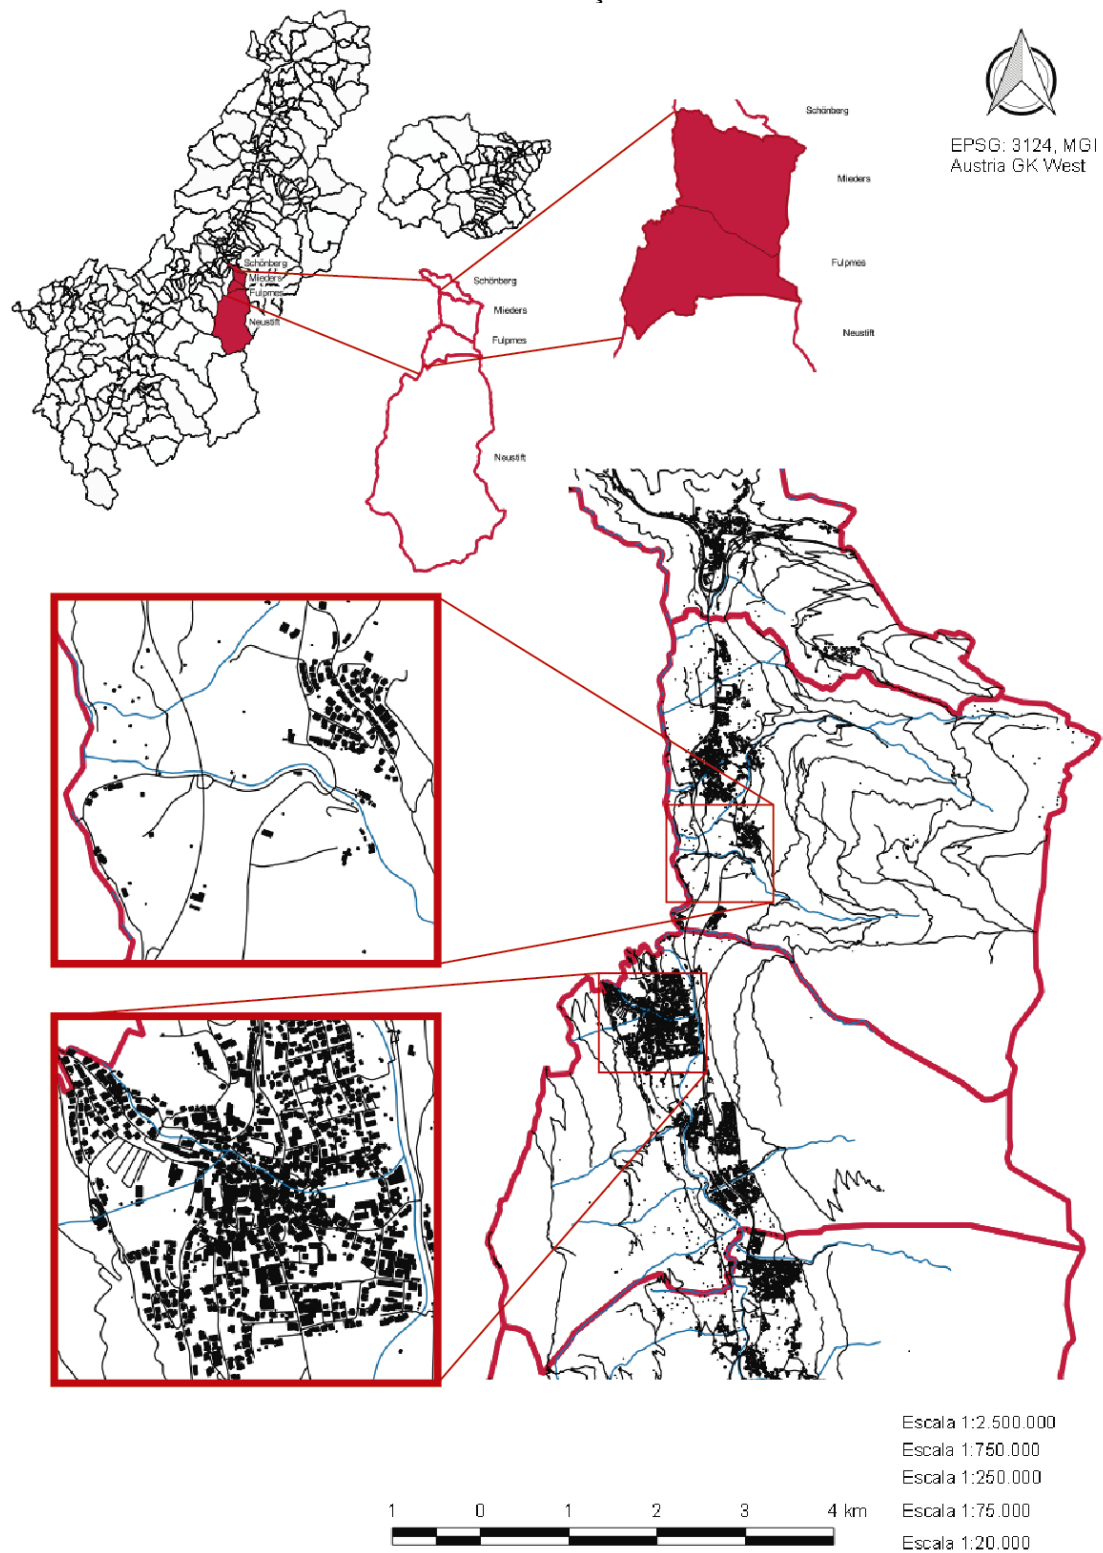 Schönberg
Mieders
Fulpmes
Neustift
EPSG: 3124, MGI
Austria GK West
Schönberg
Mieders
Fulpmes
Neustift
Schönberg
Mieders
Fulpmes
Neustift
Escala 1:2.500.000
Escala 1:750.000
Escala 1:250.000
Escala 1:75.000
Escala 1:20.000
1 0 1 2 3 4 km